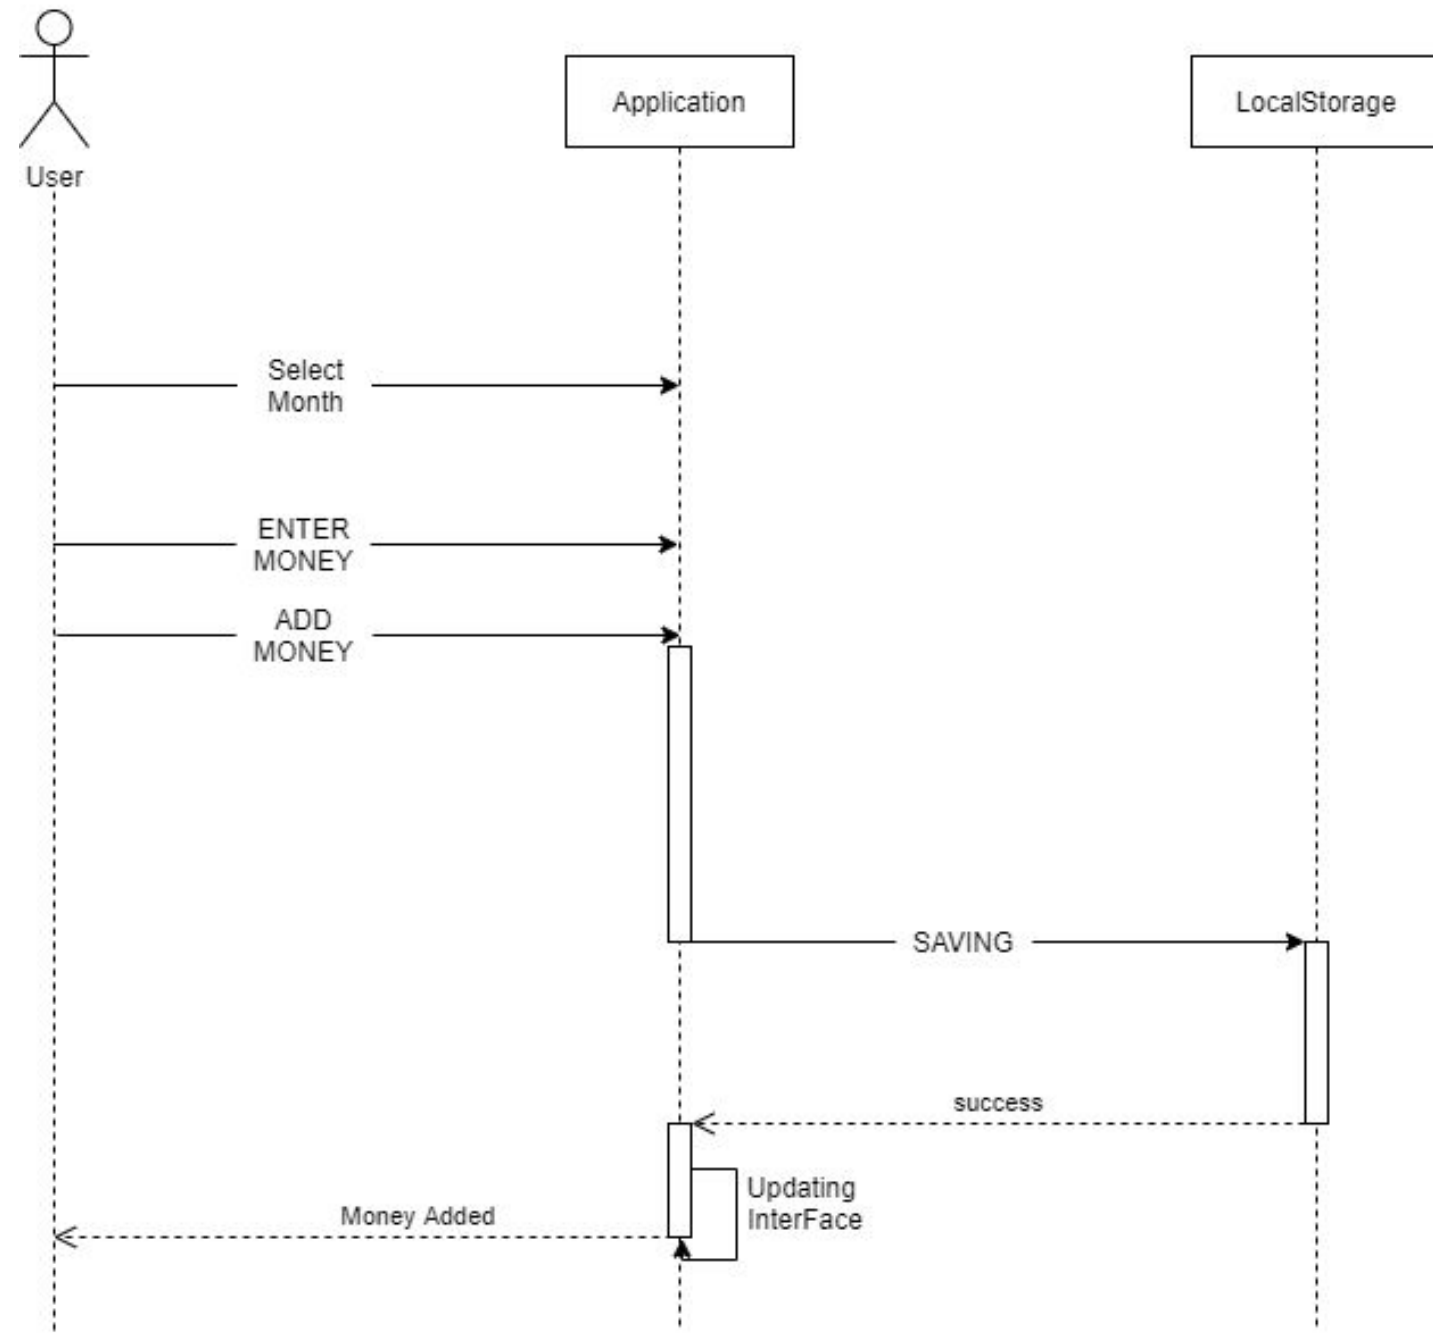 Application
LocalStorage
User
Select
Month
ENTER
MONEY
ADD
MONEY
SAVING
success
Updating
InterFace
Money Added